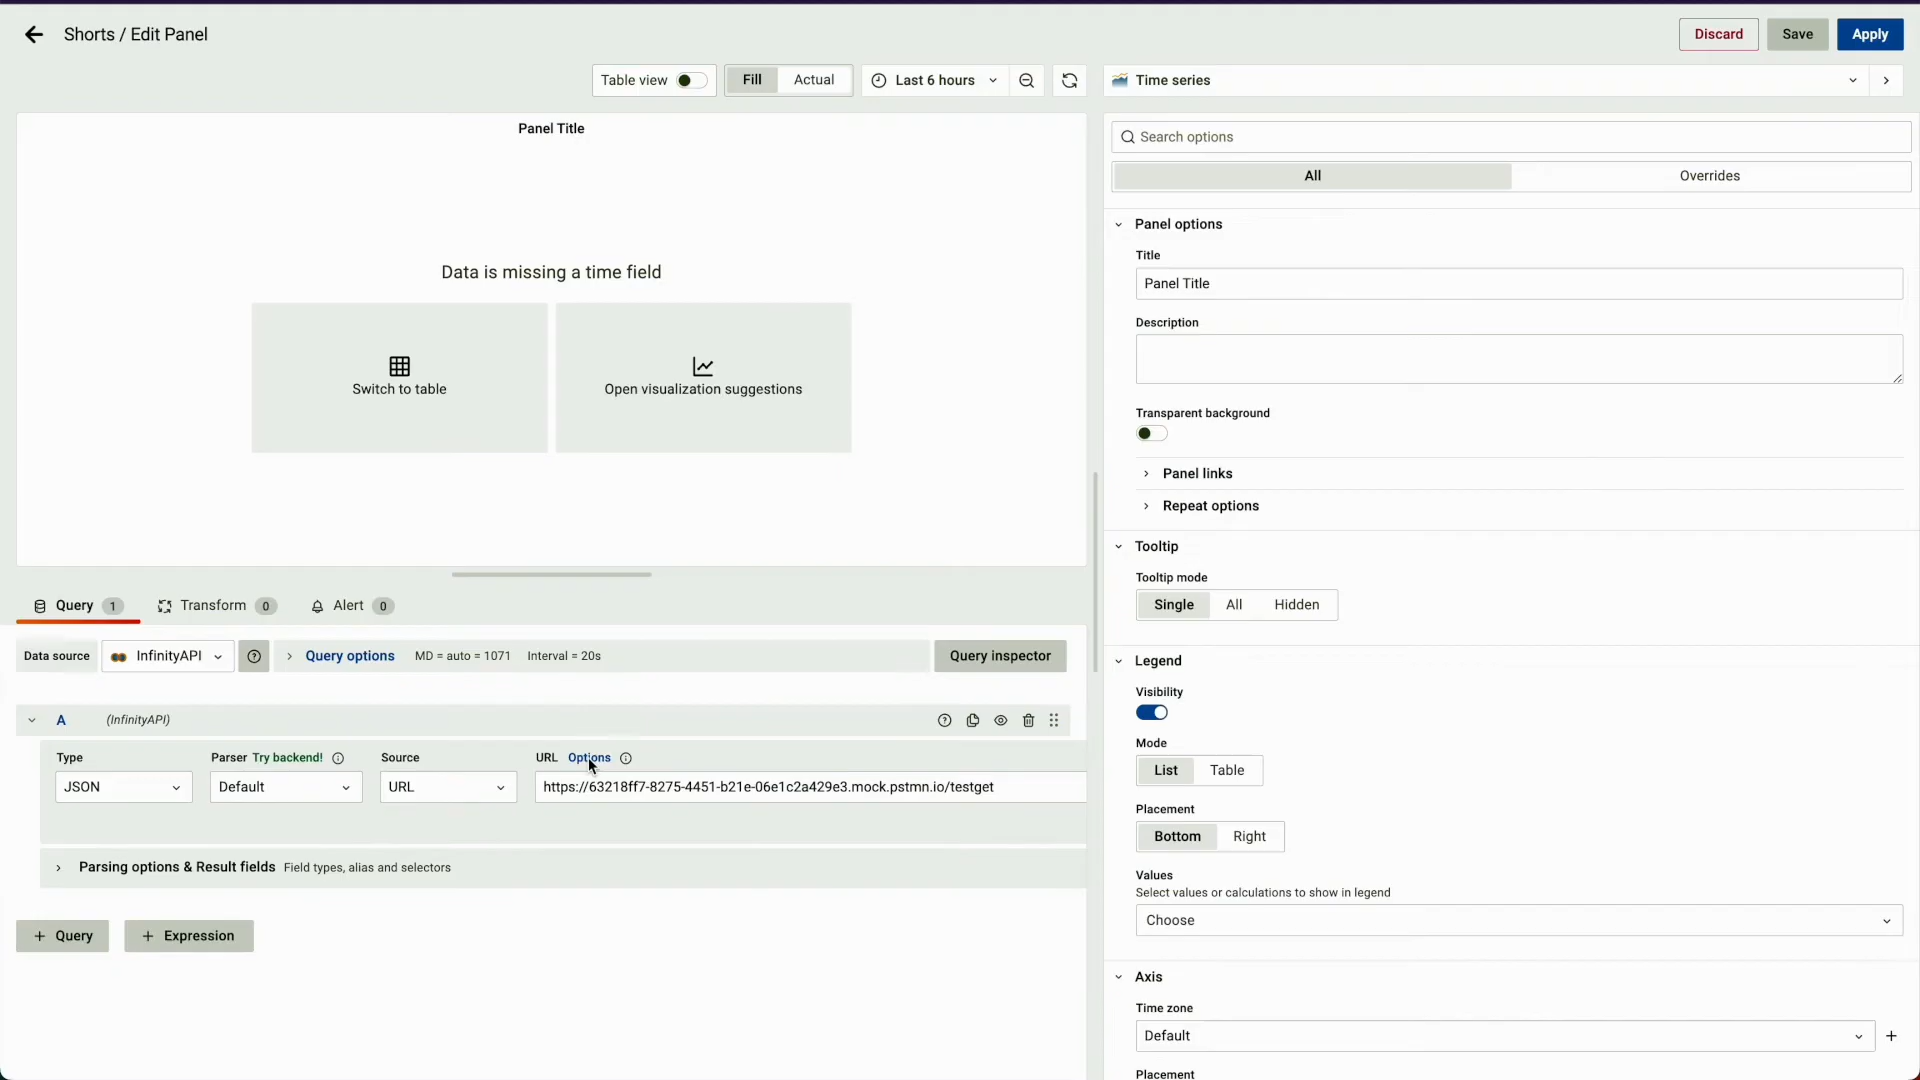 Shorts / Edit Panel
Discard
Save
Apply
Table view
Fill
Actual
Last 6 hours
Time series
Panel Title
Data is missing a time field
Switch to table
Open visualization suggestions
Search options
All
Overrides
Panel options
Title
Panel Title
Description
Transparent background
Panel links
Repeat options
Tooltip
Tooltip mode
Single
All
Hidden
Legend
Visibility
Mode
List
Table
Placement
Bottom
Right
Values
Select values or calculations to show in legend
Choose
Axis
Time zone
Default
Placement
Query 1
Transform 0
Alert 0
Data source
InfinityAPI
Query options
MD = auto = 1071
Interval = 20s
Query inspector
A
(InfinityAPI)
Type
Parser Try backend!
Source
URL Options
JSON
Default
URL
https://63218ff7-8275-4451-b21e-06e1c2a429e3.mock.pstmn.io/testget
Parsing options & Result fields Field types, alias and selectors
+ Query
+ Expression